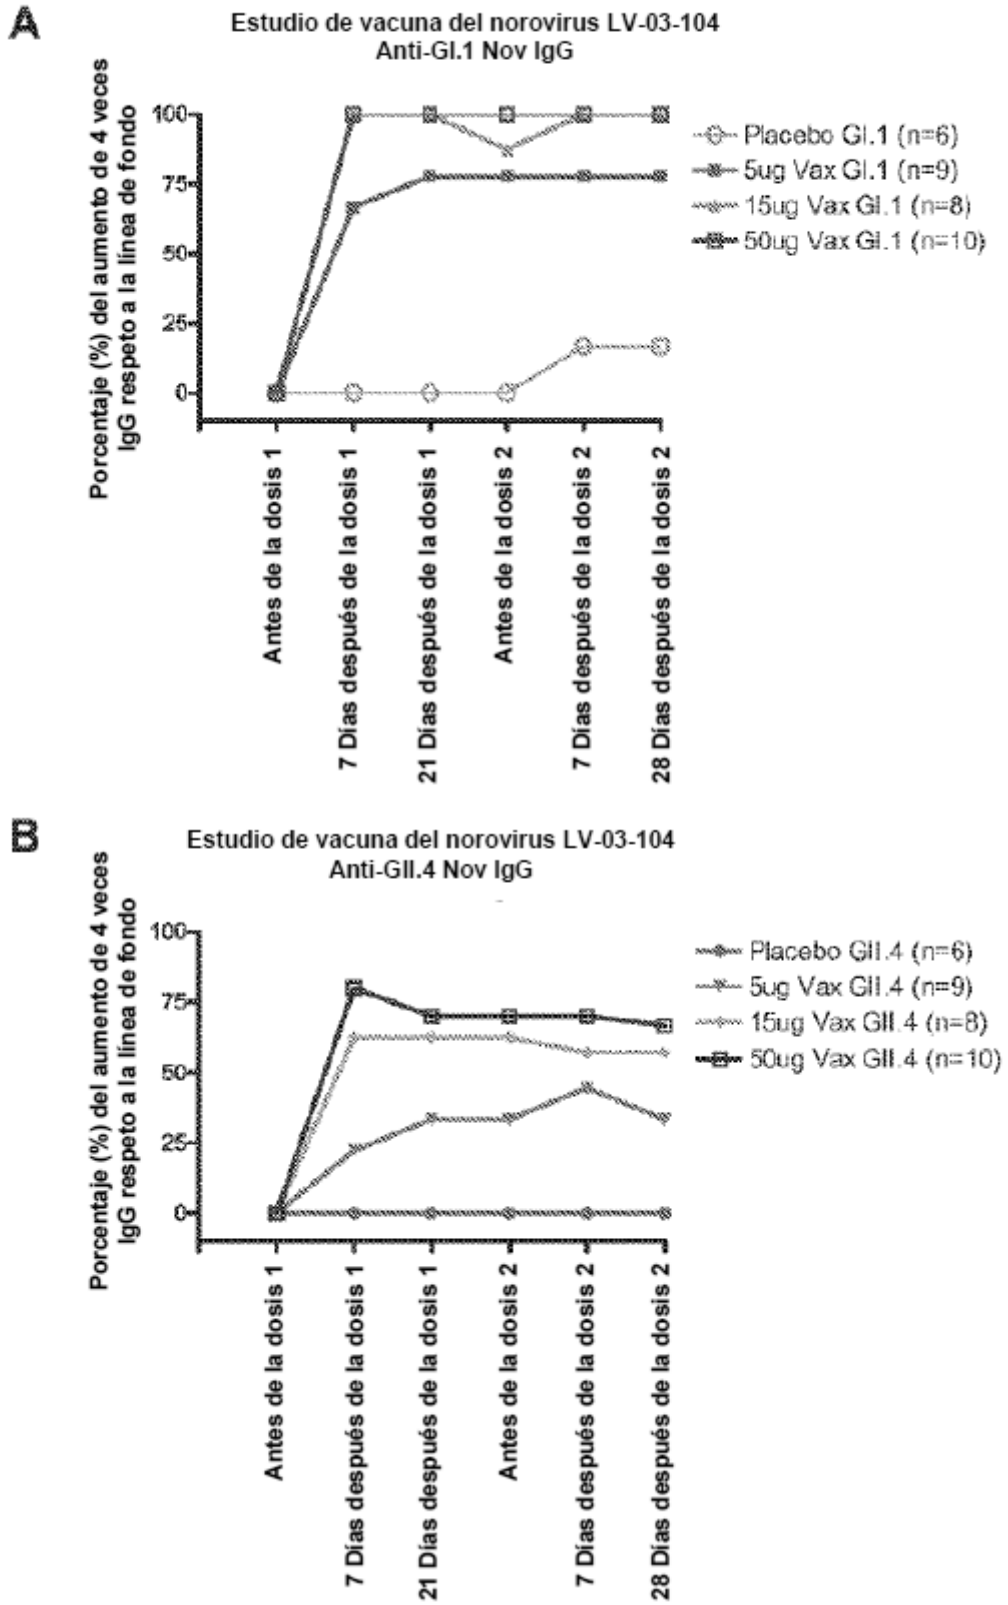 A
Estudio de vacuna del norovirus LV-03-104
Anti-GI.1 Nov IgG
Porcentaje (%) del aumento de 4 veces
IgG respeto a la línea de fondo
100
75
50
25
0
Placebo GI.1 (n=6)
5ug Vax GI.1 (n=9)
15ug Vax GI.1 (n=8)
50ug Vax GI.1 (n=10)
Antes de la dosis 1
7 Días después de la dosis 1
21 Días después de la dosis 1
Antes de la dosis 2
7 Días después de la dosis 2
28 Días después de la dosis 2
B
Estudio de vacuna del norovirus LV-03-104
Anti-GII.4 Nov IgG
Porcentaje (%) del aumento de 4 veces
IgG respeto a la línea de fondo
100
75
50
25
0
Placebo GII.4 (n=6)
5ug Vax GII.4 (n=9)
15ug Vax GII.4 (n=8)
50ug Vax GII.4 (n=10)
Antes de la dosis 1
7 Días después de la dosis 1
21 Días después de la dosis 1
Antes de la dosis 2
7 Días después de la dosis 2
28 Días después de la dosis 2